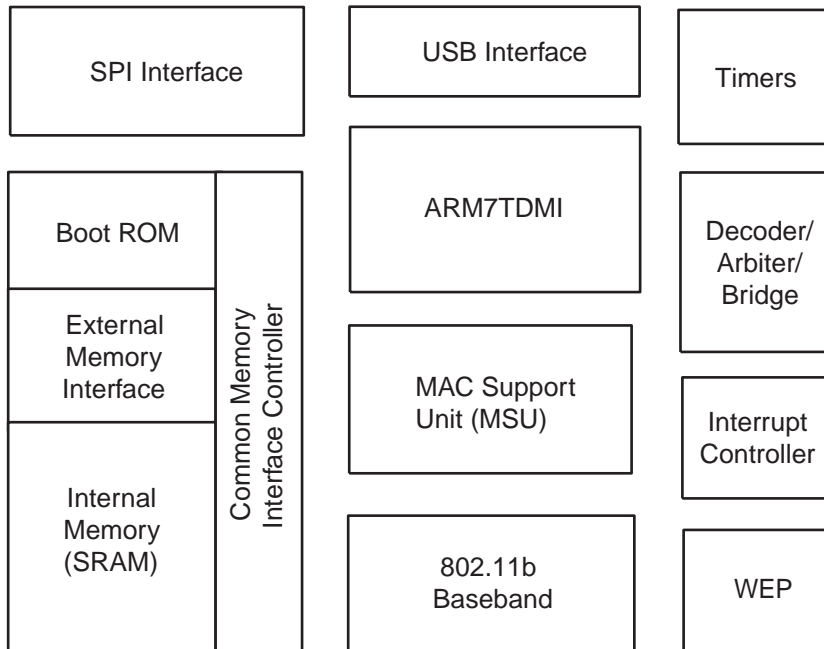 SPI Interface
USB Interface
Timers
Boot ROM
External
Memory
Interface
Internal
Memory
(SRAM)
Common Memory
Interface Controller
ARM7TDMI
MAC Support
Unit (MSU)
802.11b
Baseband
Decoder/
Arbiter/
Bridge
Interrupt
Controller
WEP